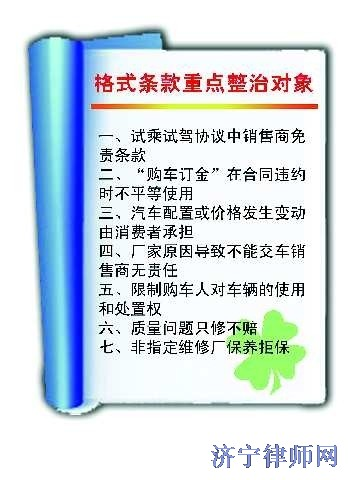 格式条款重点整治对象
一、试乘试驾协议中销售商免
责条款
二、“购车订金”在合同违约
时不平等使用
三、汽车配置或价格发生变动
由消费者承担
四、厂家原因导致不能交车销
售商无责任
五、限制购车人对车辆的使用
和处置权
六、质量问题只修不赔
七、非指定维修厂保养拒保
济宁律师网